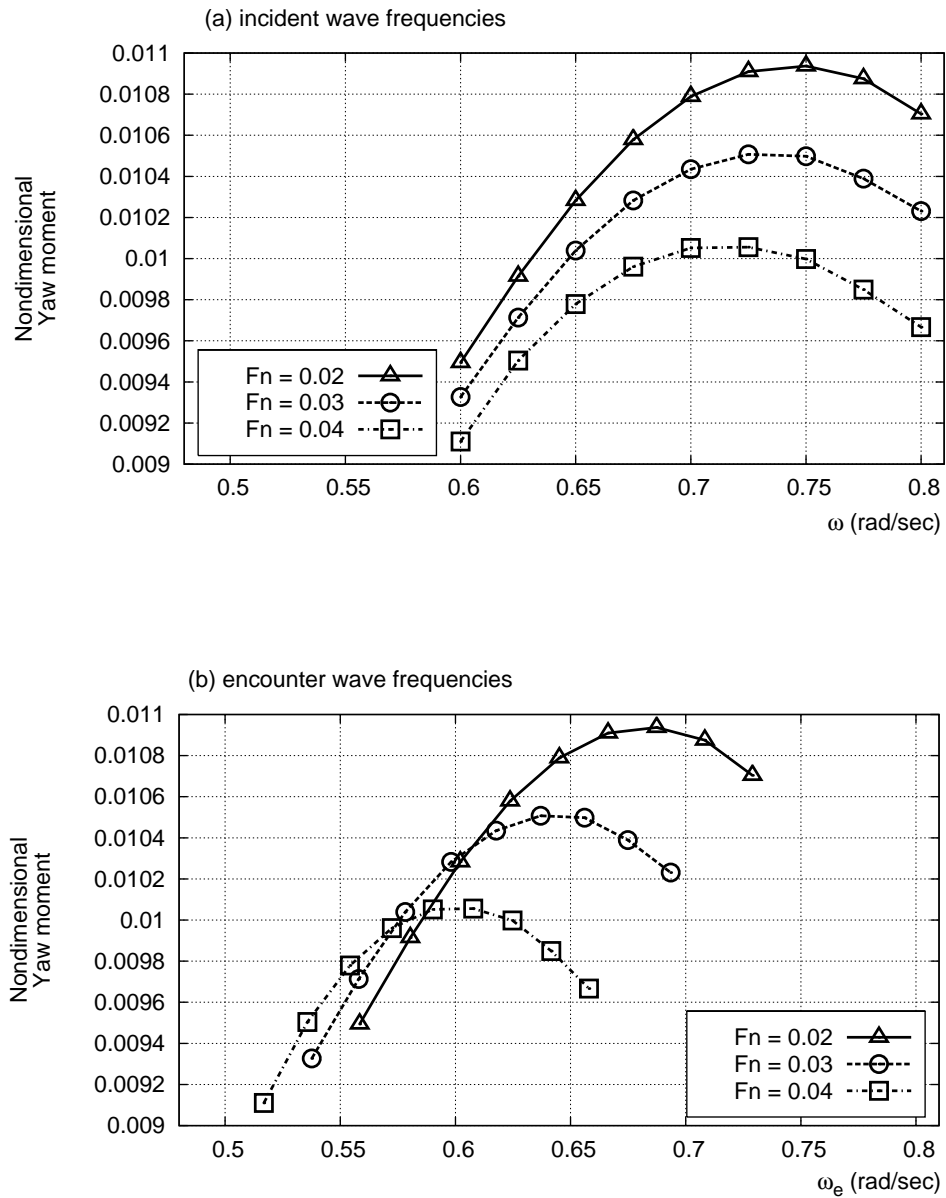 (a) incident wave frequencies
0.011
0.0108
0.0106
0.0104
0.0102
0.01
0.0098
0.0096
0.0094
0.0092
0.009
Nondimensional
Yaw moment
Fn = 0.02
Fn = 0.03
Fn = 0.04
0.5 0.55 0.6 0.65 0.7 0.75 0.8
ω (rad/sec)
(b) encounter wave frequencies
0.011
0.0108
0.0106
0.0104
0.0102
0.01
0.0098
0.0096
0.0094
0.0092
0.009
Nondimensional
Yaw moment
Fn = 0.02
Fn = 0.03
Fn = 0.04
0.5 0.55 0.6 0.65 0.7 0.75 0.8
ωe (rad/sec)